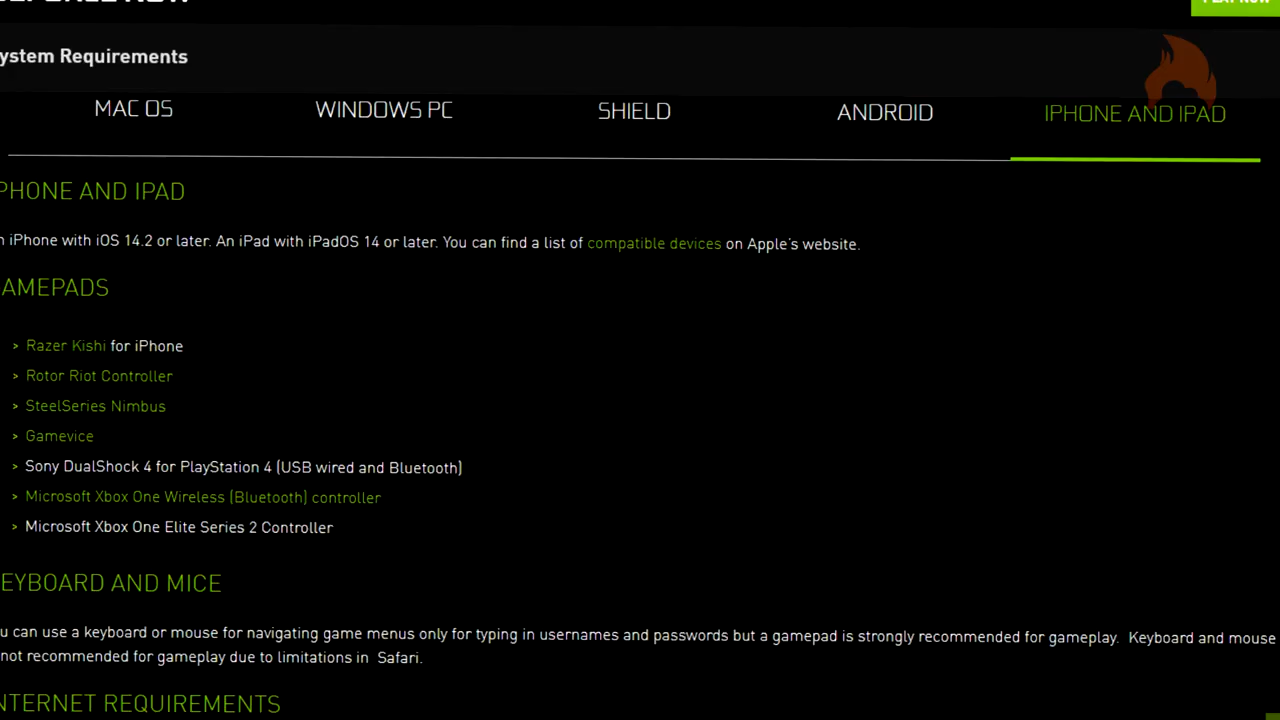 ystem Requirements
MAC OS
WINDOWS PC
SHIELD
ANDROID
IPHONE AND IPAD
PHONE AND IPAD
n iPhone with iOS 14.2 or later. An iPad with iPadOS 14 or later. You can find a list of compatible devices on Apple's website.
AMEPADS
> Razer Kishi for iPhone
> Rotor Riot Controller
> SteelSeries Nimbus
> Gamevice
> Sony DualShock 4 for PlayStation 4 (USB wired and Bluetooth)
> Microsoft Xbox One Wireless (Bluetooth) controller
> Microsoft Xbox One Elite Series 2 Controller
EYBOARD AND MICE
u can use a keyboard or mouse for navigating game menus only for typing in usernames and passwords but a gamepad is strongly recommended for gameplay. Keyboard and mouse
not recommended for gameplay due to limitations in Safari.
NTERNET REQUIREMENTS